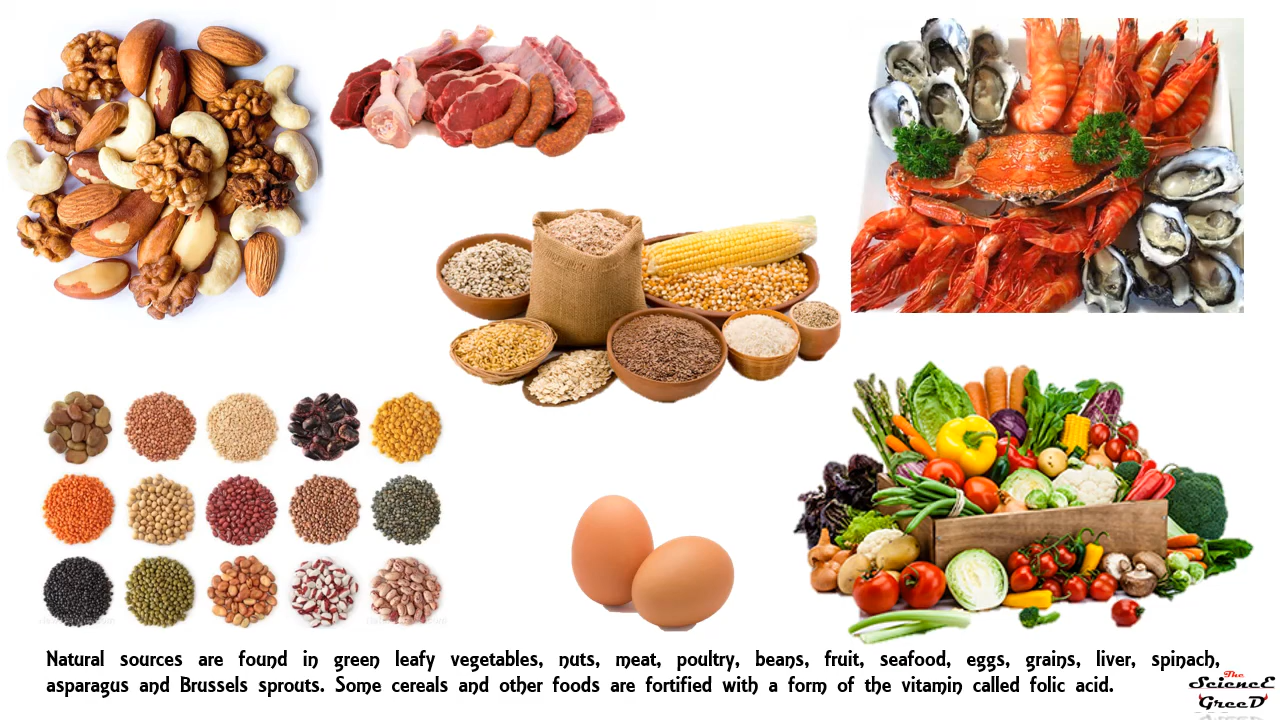 Natural sources are found in green leafy vegetables, nuts, meat, poultry, beans, fruit, seafood, eggs, grains, liver, spinach,
asparagus and Brussels sprouts. Some cereals and other foods are fortified with a form of the vitamin called folic acid.
The
SciencE
GreeD